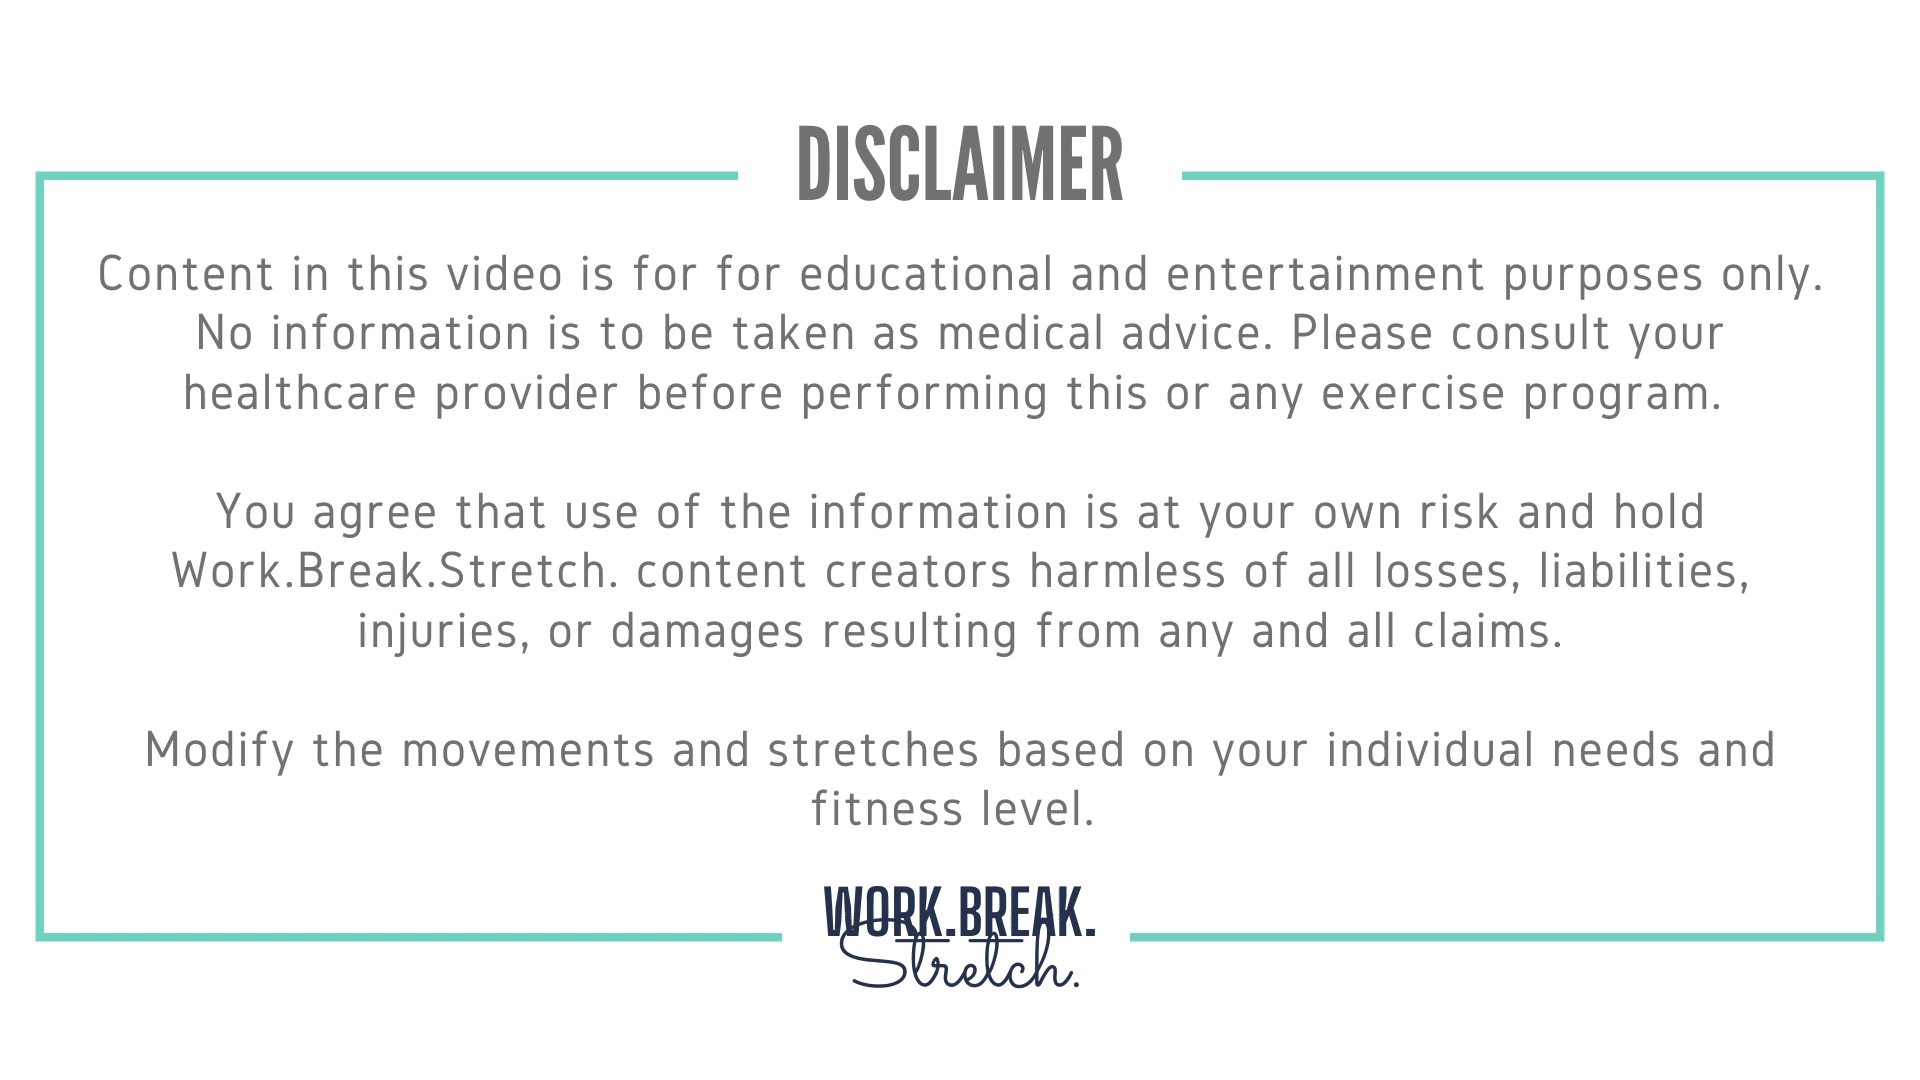 DISCLAIMER
Content in this video is for for educational and entertainment purposes only.
No information is to be taken as medical advice. Please consult your
healthcare provider before performing this or any exercise program.
You agree that use of the information is at your own risk and hold
Work.Break.Stretch. content creators harmless of all losses, liabilities,
injuries, or damages resulting from any and all claims.
Modify the movements and stretches based on your individual needs and
fitness level.
WORK.BREAK.
Stretch.